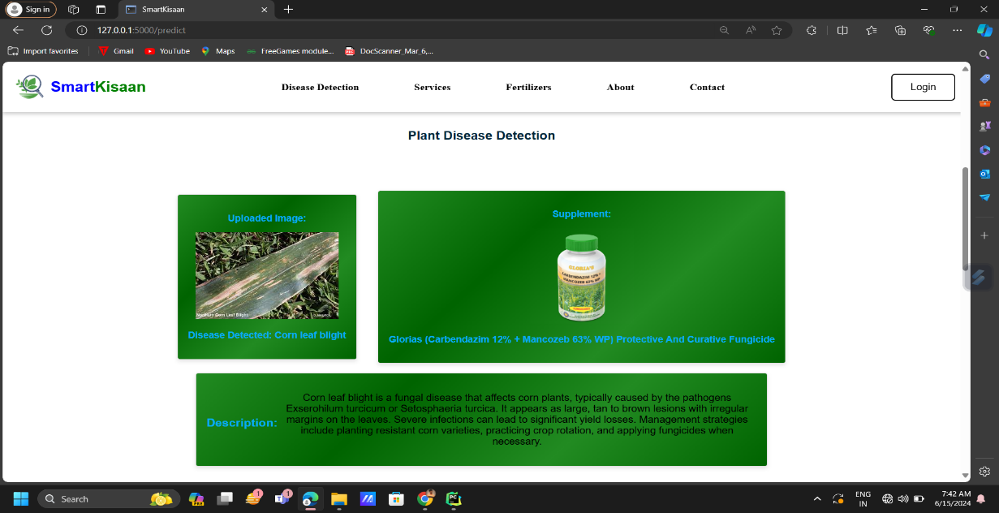 Sign in
SmartKisaan
127.0.0.1:5000/predict
Import favorites
Gmail
YouTube
Maps
FreeGames module...
DocScanner_Mar_6,...
SmartKisaan
Disease Detection
Services
Fertilizers
About
Contact
Login
Plant Disease Detection
Uploaded Image:
Northern Corn Leaf Blight
Disease Detected: Corn leaf blight
Supplement:
GLORIA'S
CARBENDAZIM 12% +
MANCOZEB 63% WP
Glorias (Carbendazim 12% + Mancozeb 63% WP) Protective And Curative Fungicide
Description:
Corn leaf blight is a fungal disease that affects corn plants, typically caused by the pathogens
Exserohilum turcicum or Setosphaeria turcica. It appears as large, tan to brown lesions with irregular
margins on the leaves. Severe infections can lead to significant yield losses. Management strategies
include planting resistant corn varieties, practicing crop rotation, and applying fungicides when
necessary.
Search
1
1
ENG
IN
7:42 AM
6/15/2024